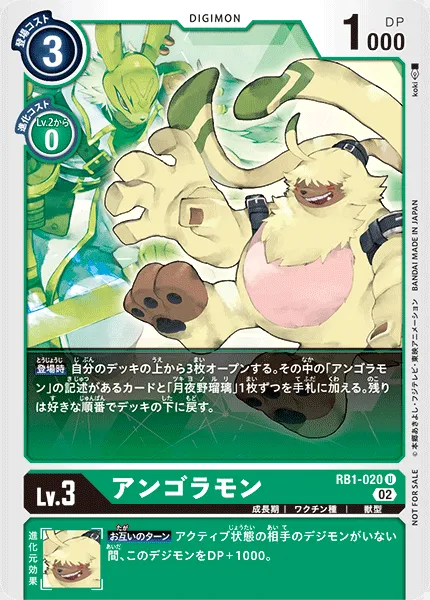 登場コスト
3
DIGIMON
DP
1000
進化コスト
Lv.2から
0
koki
登場時 自分のデッキの上から3枚オープンする。その中の「アンゴラモ
ン」の記述があるカードと「月夜野瑠璃」1枚ずつを手札に加える。残り
は好きな順番でデッキの下に戻す。
Lv.3
アンゴラモン
RB1-020 U
02
成長期 | ワクチン種 | 獣型
進化元効果
お互いのターン アクティブ状態の相手のデジモンがいない
間、このデジモンをDP+1000。
© 本郷あきよし・フジテレビ・東映アニメーション
BANDAI MADE IN JAPAN
NOT FOR SALE